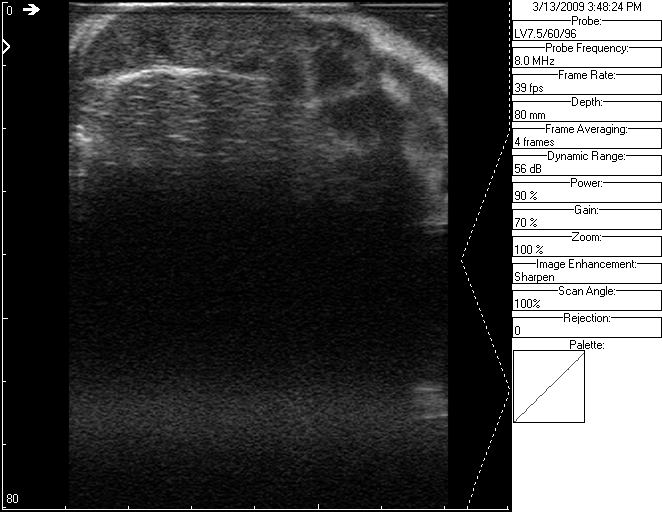 0
80
3/13/2009 3:48:24 PM
Probe:
LV7.5/60/96
Probe Frequency:
8.0 MHz
Frame Rate:
39 fps
Depth:
80 mm
Frame Averaging:
4 frames
Dynamic Range:
56 dB
Power:
90 %
Gain:
70 %
Zoom:
100 %
Image Enhancement:
Sharpen
Scan Angle:
100%
Rejection:
0
Palette: